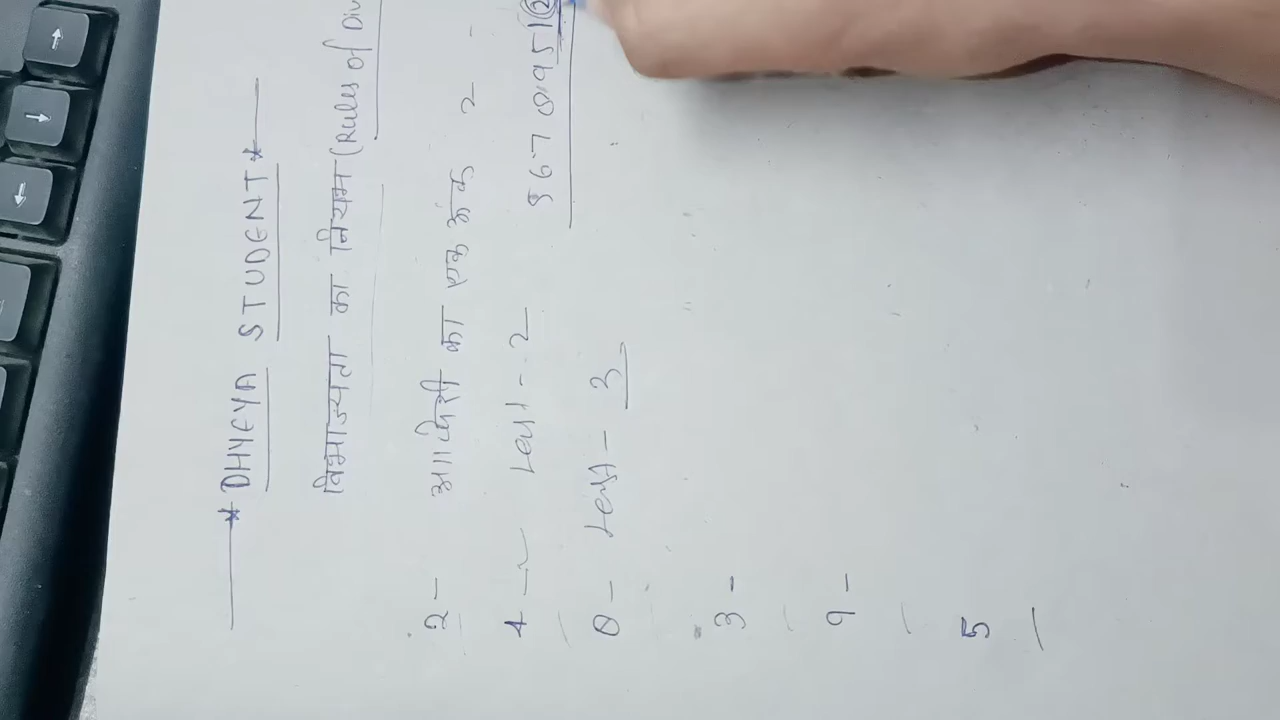 * DHYEYA STUDENT *
विभाज्यता का नियम (Rules of Div
2 - का एक अंक 2 -
4 - last - 2 867089512
8 - last - 3
3 -
9 -
5